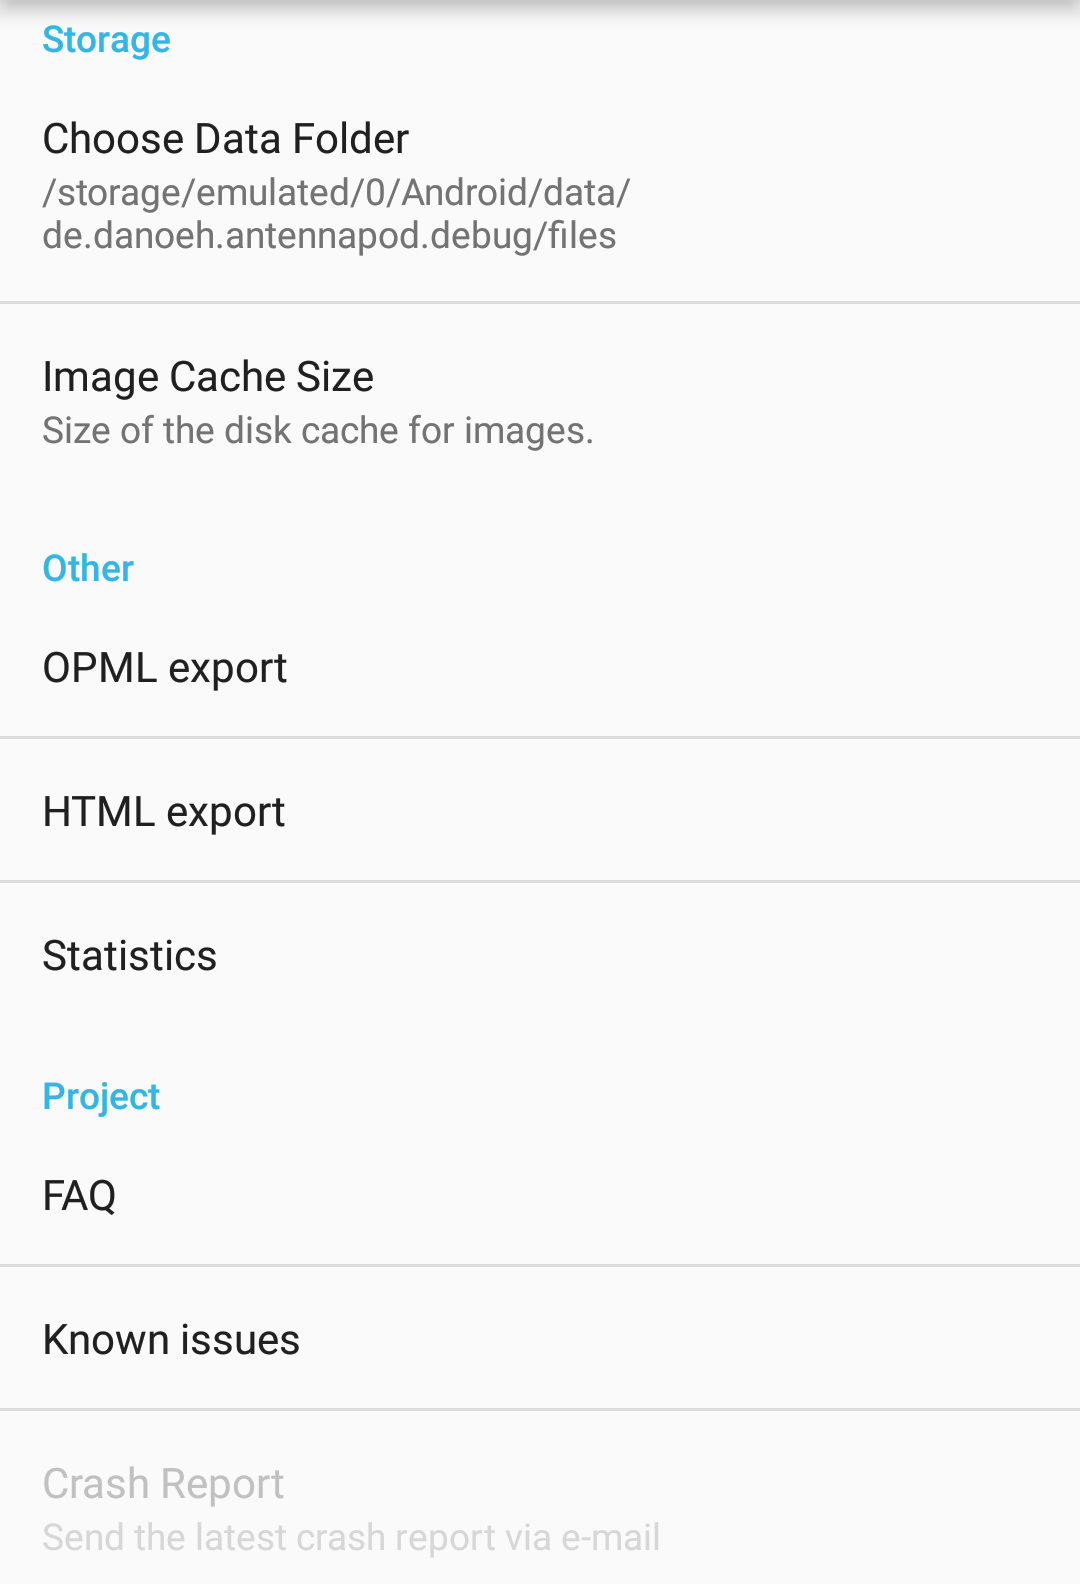 Storage
Choose Data Folder
/storage/emulated/0/Android/data/
de.danoeh.antennapod.debug/files
Image Cache Size
Size of the disk cache for images.
Other
OPML export
HTML export
Statistics
Project
FAQ
Known issues
Crash Report
Send the latest crash report via e-mail